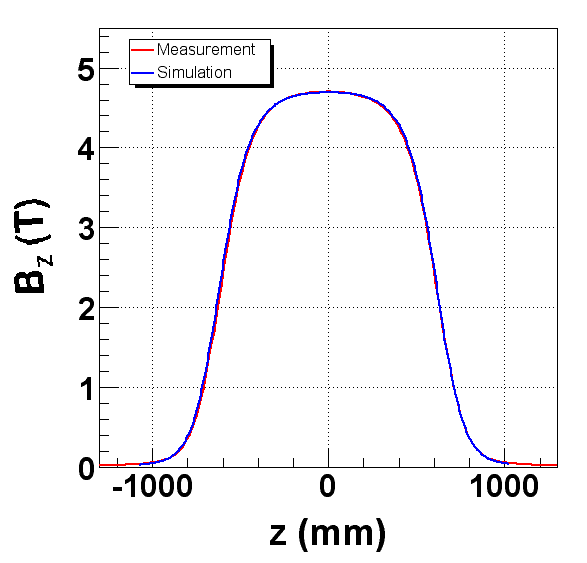 Measurement
Simulation
5
4
3
2
1
0
B_z (T)
-1000 0 1000
z (mm)